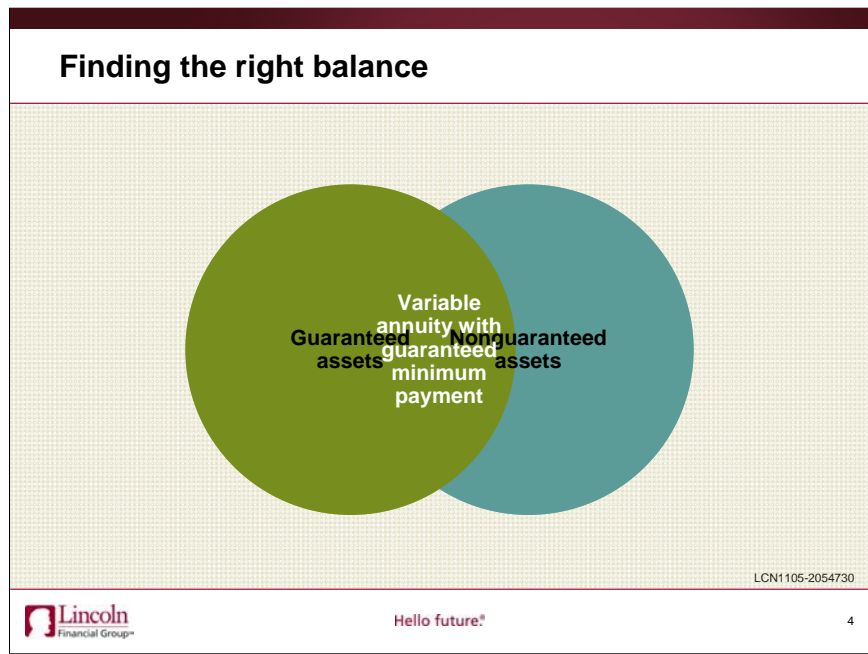 Finding the right balance
Guaranteed
assets
Variable
annuity with
guaranteed
minimum
payment
Nonguaranteed
assets
LCN1105-2054730
Lincoln
Financial Group℠
Hello future.®
4